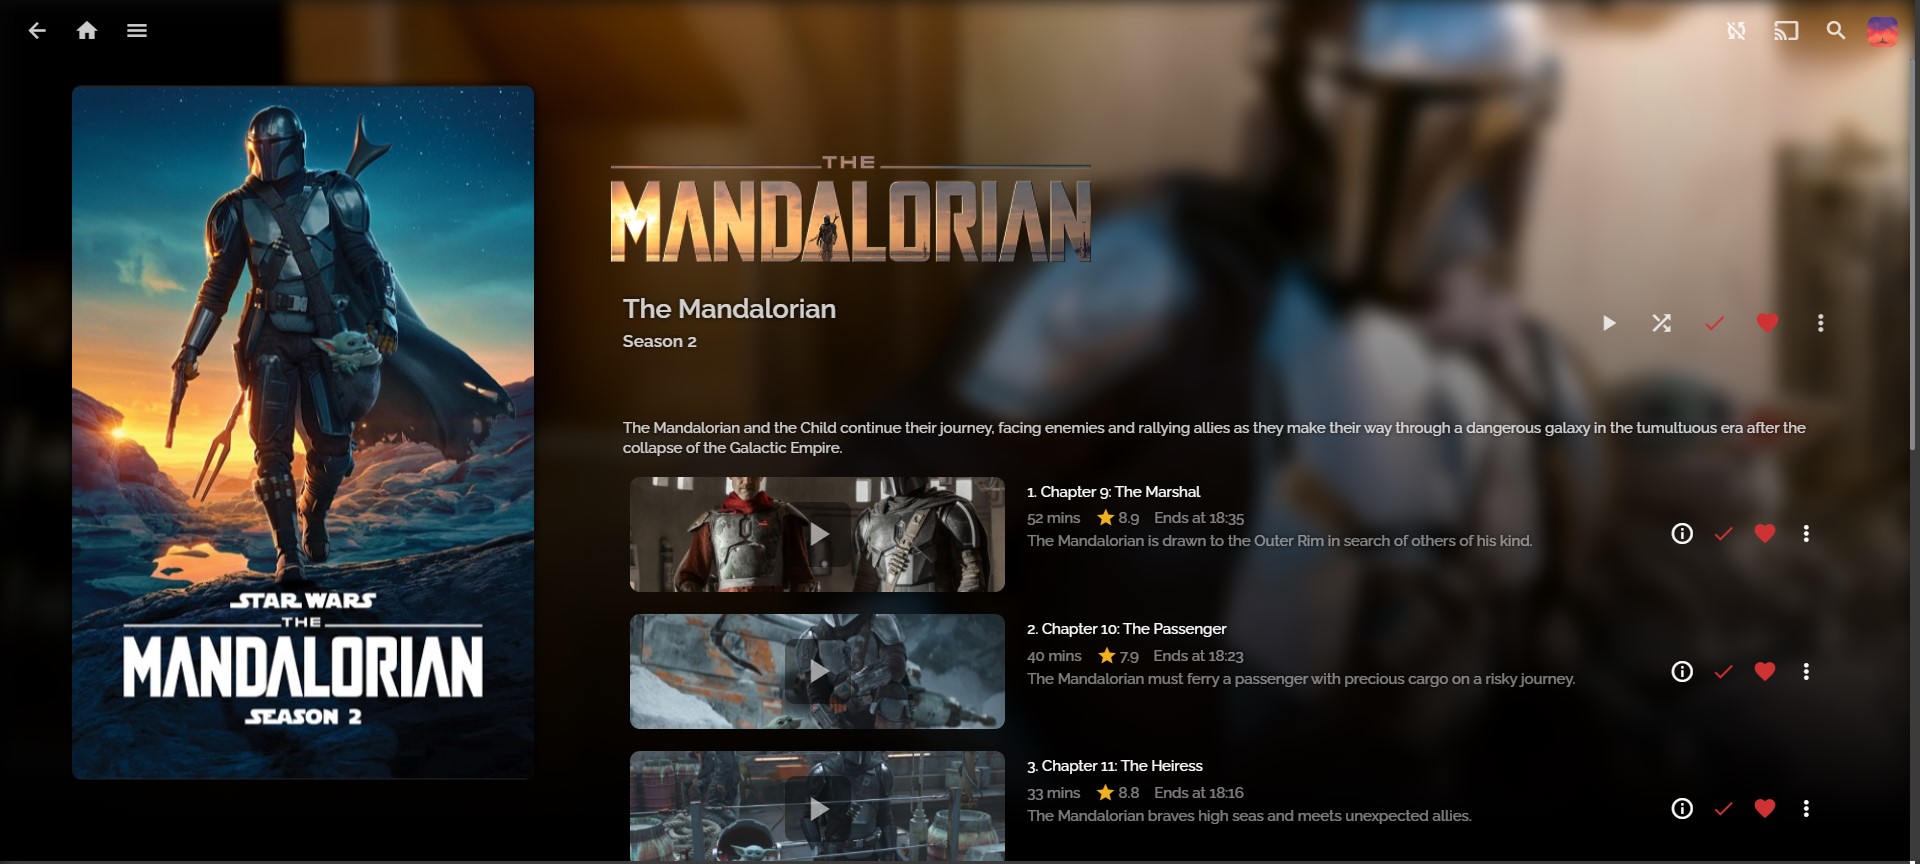 THE
MANDALORIAN
The Mandalorian
Season 2
The Mandalorian and the Child continue their journey, facing enemies and rallying allies as they make their way through a dangerous galaxy in the tumultuous era after the
collapse of the Galactic Empire.
STAR WARS
THE
MANDALORIAN
SEASON 2
1. Chapter 9: The Marshal
52 mins 8.9 Ends at 18:35
The Mandalorian is drawn to the Outer Rim in search of others of his kind.
2. Chapter 10: The Passenger
40 mins 7.9 Ends at 18:23
The Mandalorian must ferry a passenger with precious cargo on a risky journey.
3. Chapter 11: The Heiress
33 mins 8.8 Ends at 18:16
The Mandalorian braves high seas and meets unexpected allies.